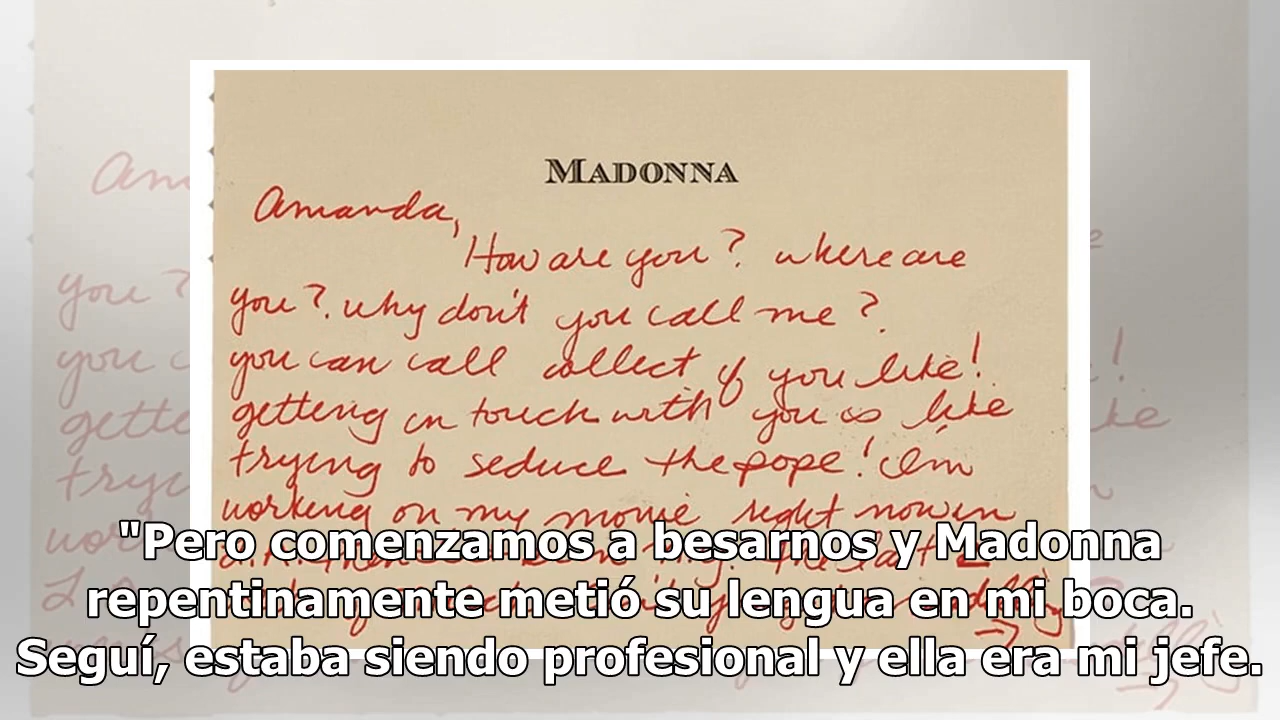 MADONNA
Amanda,
How are you? where are
you?. why don't you call me?.
you can call collect if you like!
getting in touch with you is like
trying to seduce the pope! I'm
working on my movie right now in
"Pero comenzamos a besarnos y Madonna
repentinamente metió su lengua en mi boca.
Seguí, estaba siendo profesional y ella era mi jefe.